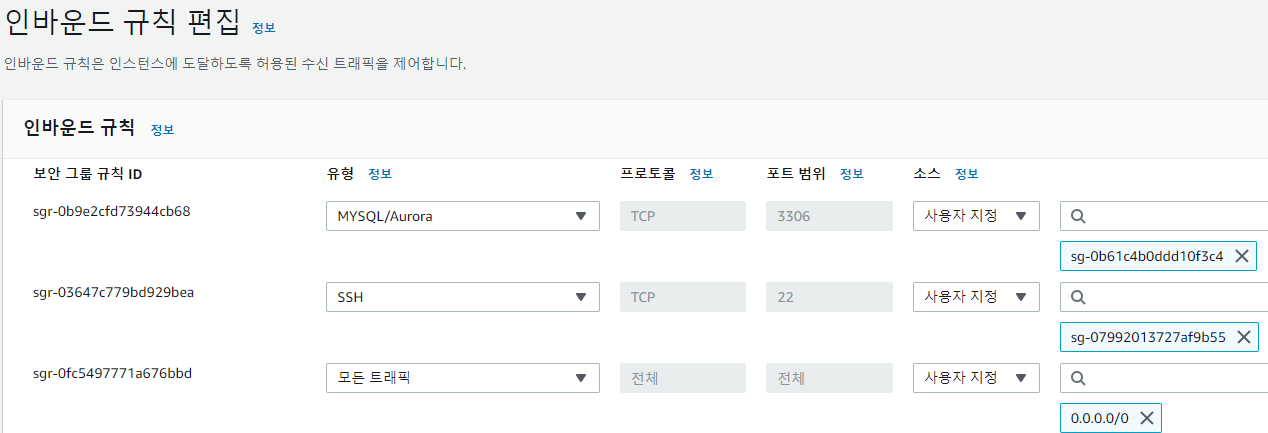 인바운드 규칙 편집 정보
인바운드 규칙은 인스턴스에 도달하도록 허용된 수신 트래픽을 제어합니다.
인바운드 규칙 정보
보안 그룹 규칙 ID 유형 정보 프로토콜 정보 포트 범위 정보 소스 정보
sgr-0b9e2cfd73944cb68 MYSQL/Aurora TCP 3306 사용자 지정
sg-0b61c4b0ddd10f3c4
sgr-03647c779bd929bea SSH TCP 22 사용자 지정
sg-07992013727af9b55
sgr-0fc5497771a676bbd 모든 트래픽 전체 전체 사용자 지정
0.0.0.0/0